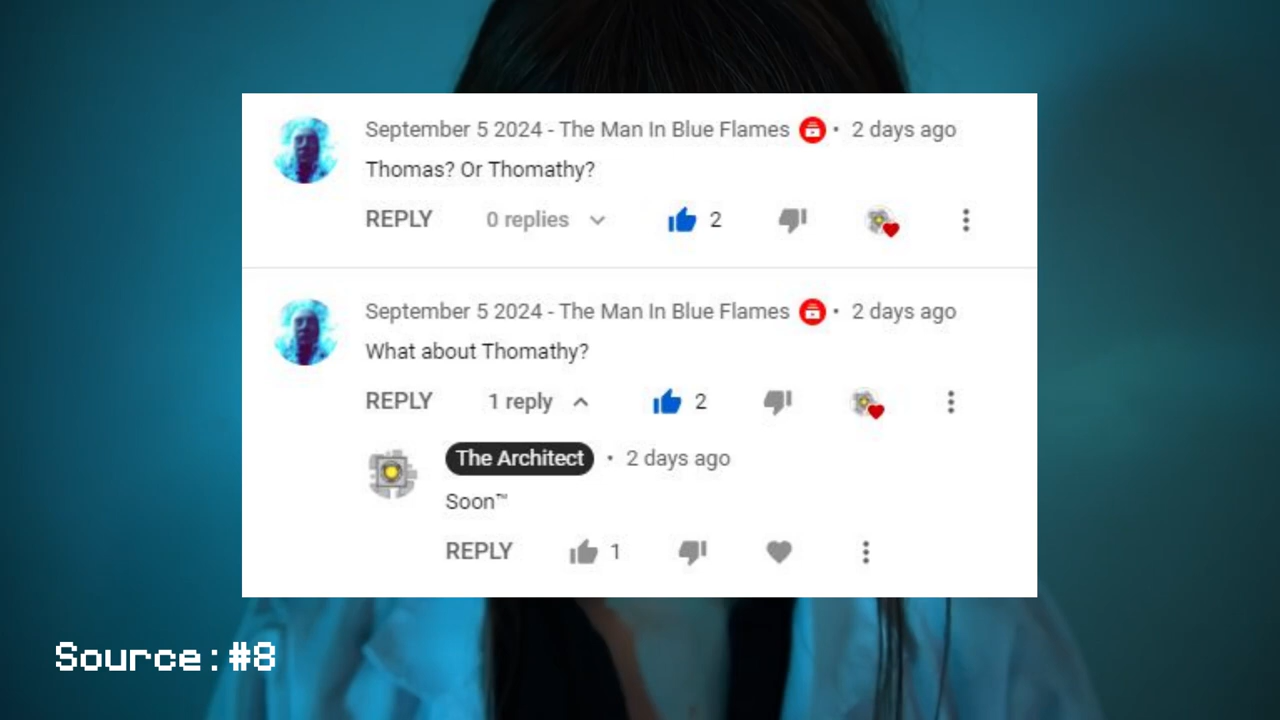 September 5 2024 - The Man In Blue Flames • 2 days ago
Thomas? Or Thomathy?
REPLY 0 replies 2
September 5 2024 - The Man In Blue Flames • 2 days ago
What about Thomathy?
REPLY 1 reply 2
The Architect • 2 days ago
Soon™
REPLY 1
Source:#8